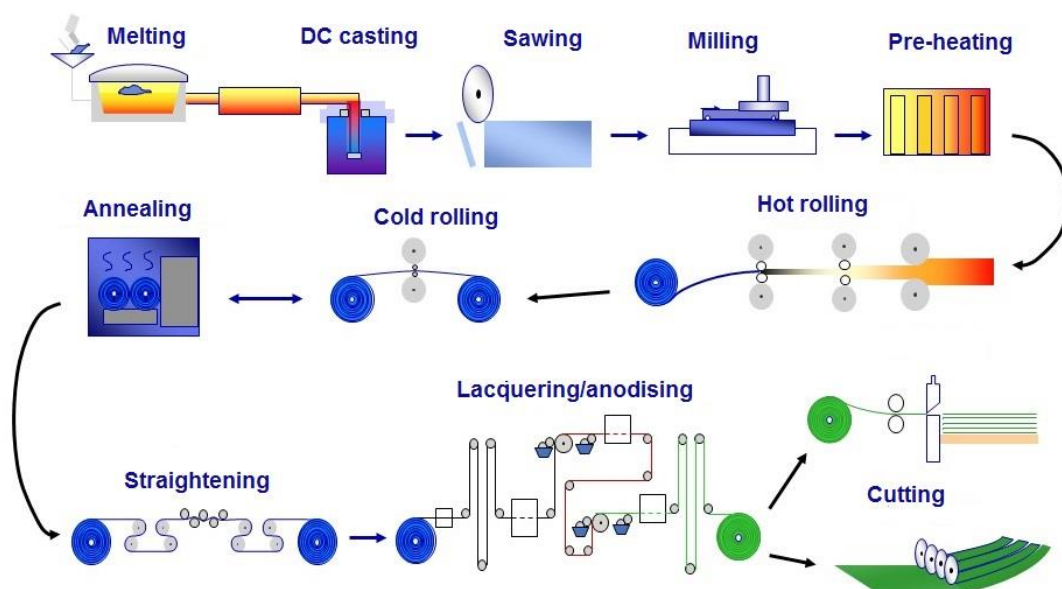 Melting
DC casting
Sawing
Milling
Pre-heating
Annealing
Cold rolling
Hot rolling
Lacquering/anodising
Straightening
Cutting